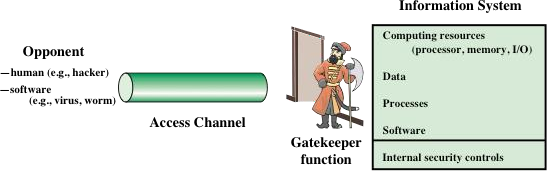 Information System
Opponent
—human (e.g., hacker)
—software
(e.g., virus, worm)
Access Channel
Gatekeeper
function
Computing resources
(processor, memory, I/O)
Data
Processes
Software
Internal security controls